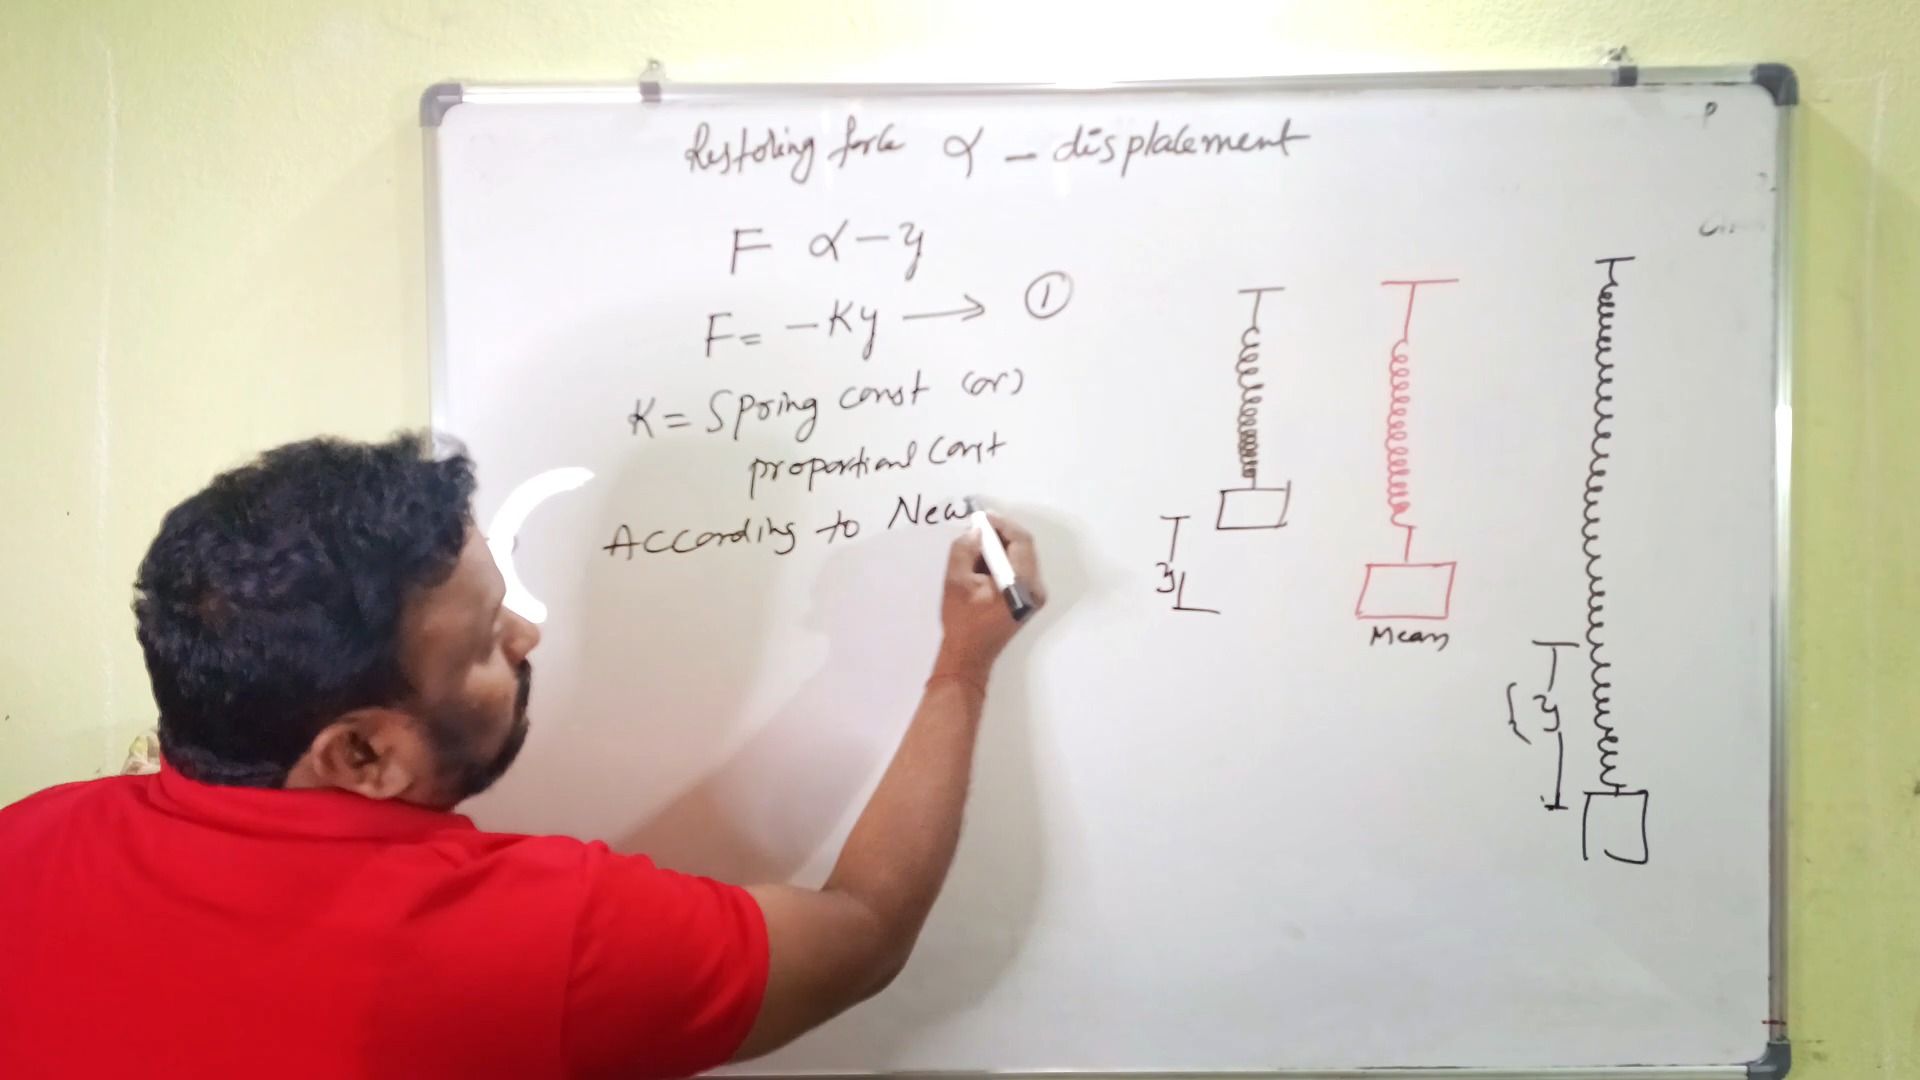 Restoring force α - displacement
F α - y
F = - Ky → ①
K = Spring const (or)
proportional const
According to New
y
Mean
y